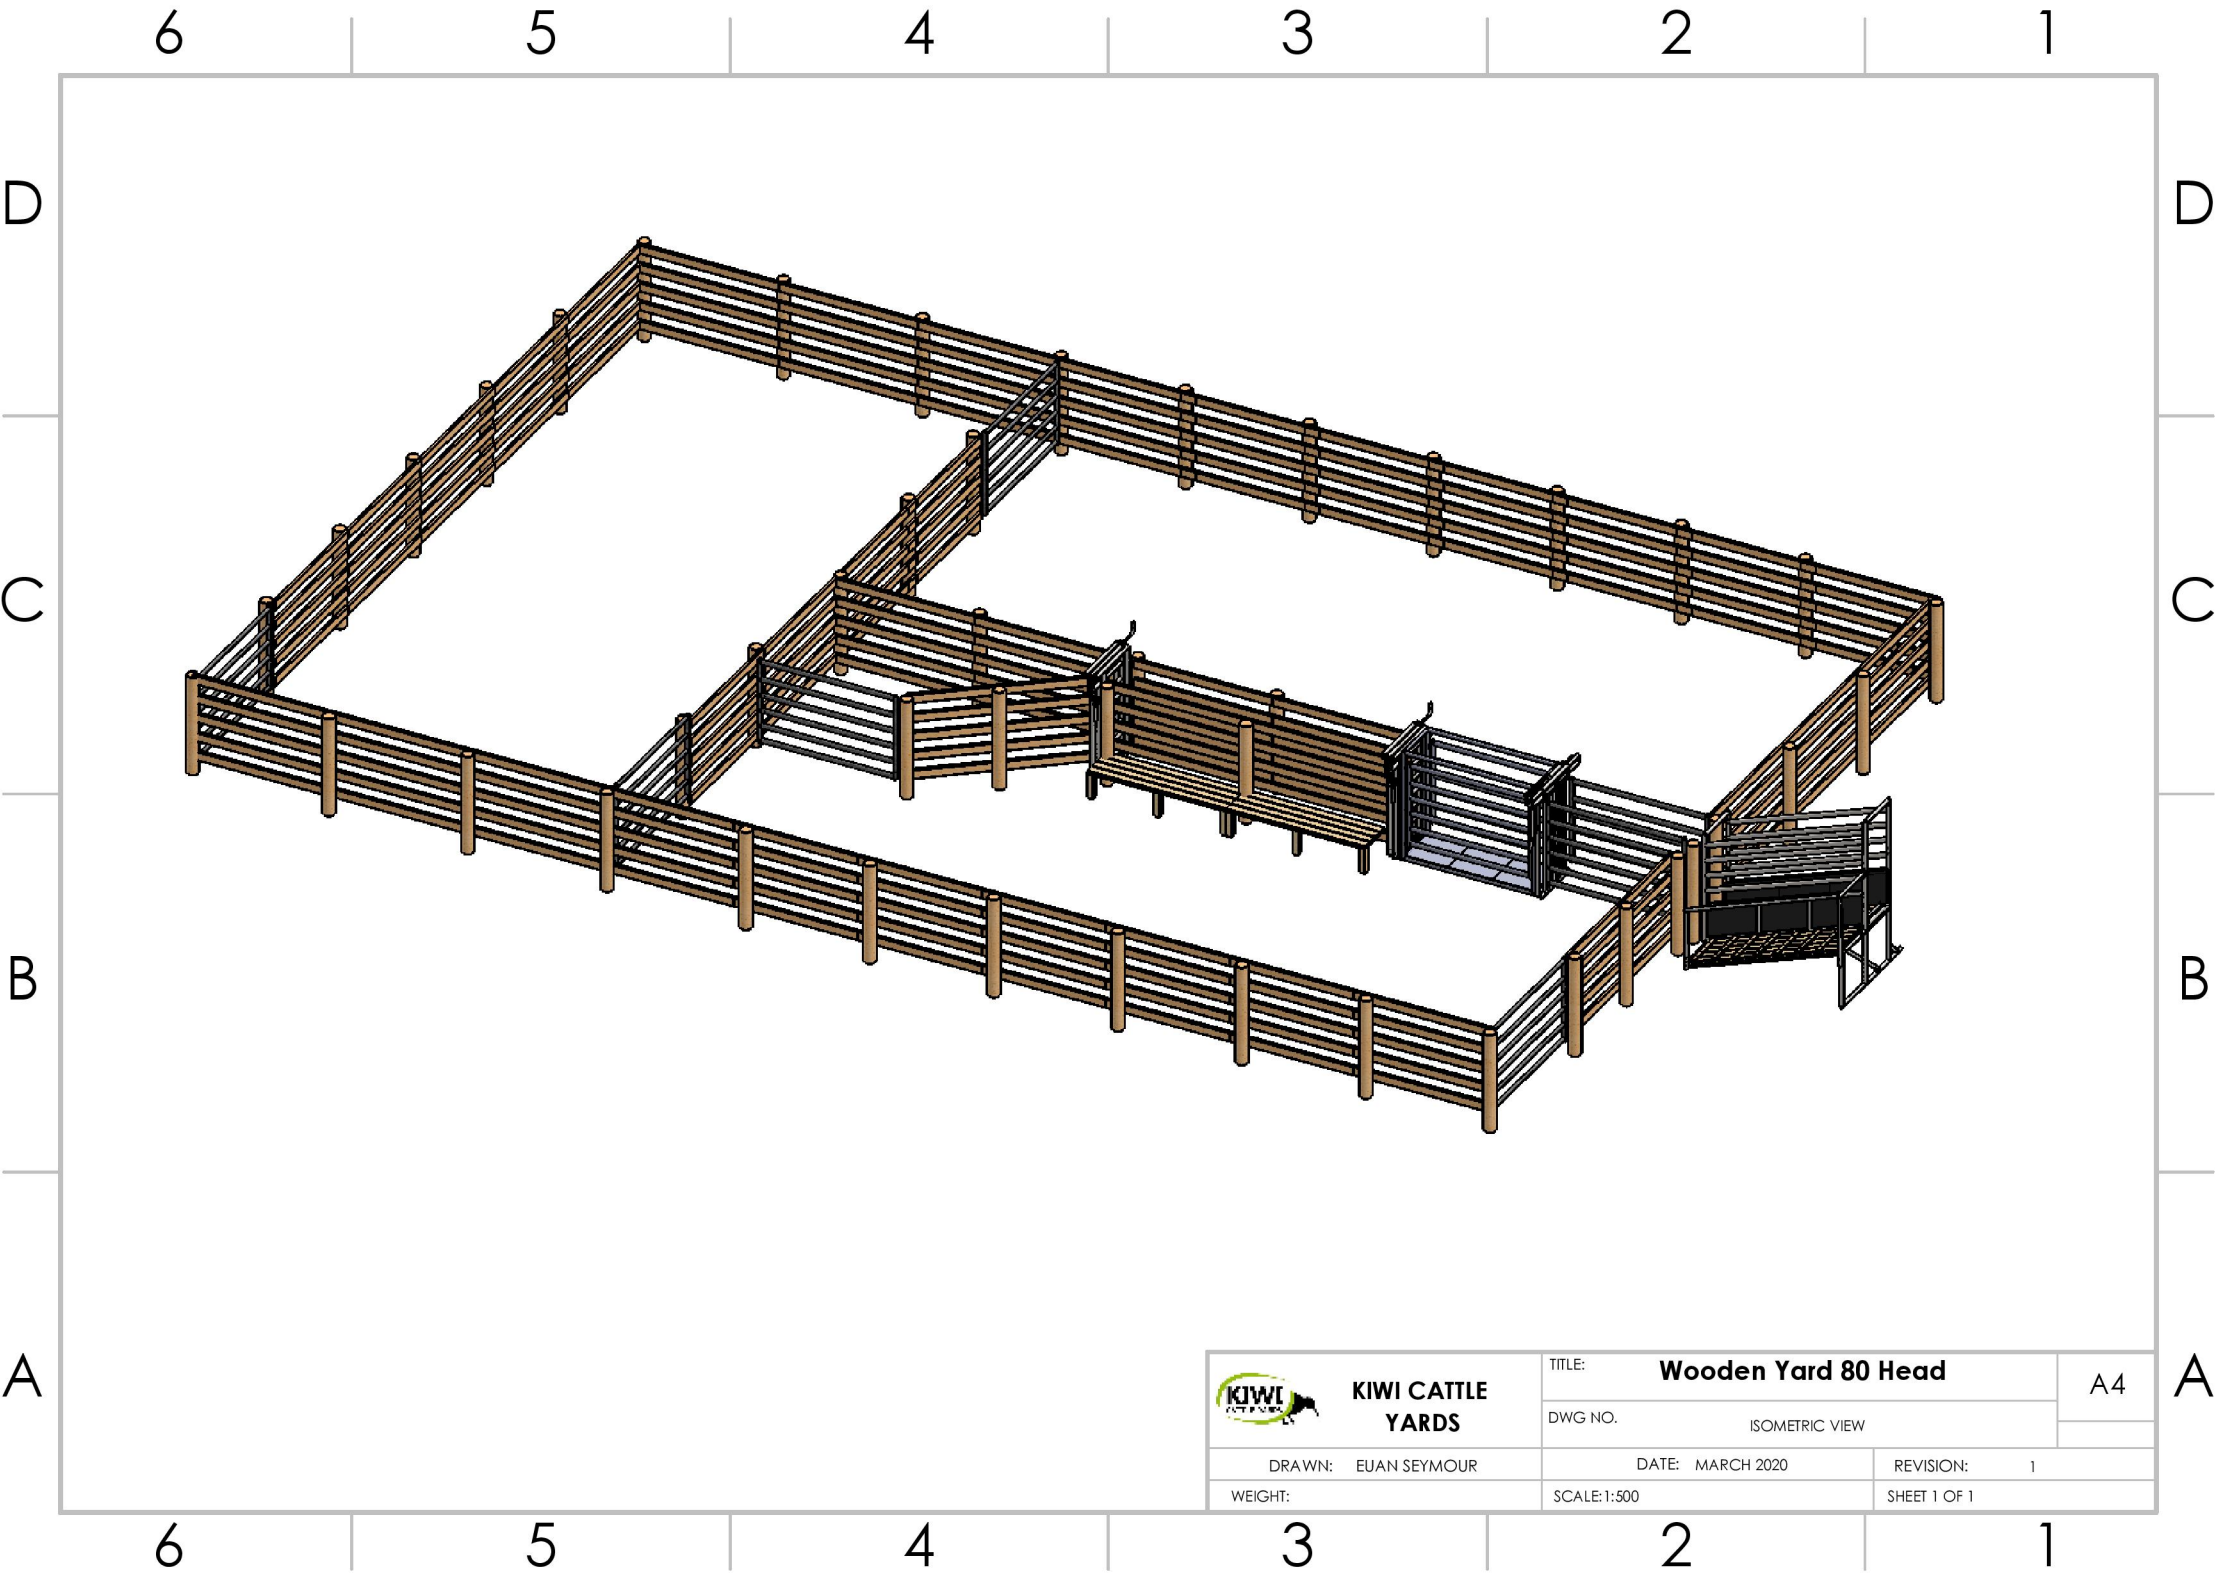 6 5 4 3 2 1
D D
C C
B B
A A
KIWI
KIWI CATTLE
YARDS
TITLE: Wooden Yard 80 Head
A4
DWG NO. ISOMETRIC VIEW
DRAWN: EUAN SEYMOUR DATE: MARCH 2020 REVISION: 1
WEIGHT: SCALE:1:500 SHEET 1 OF 1
6 5 4 3 2 1